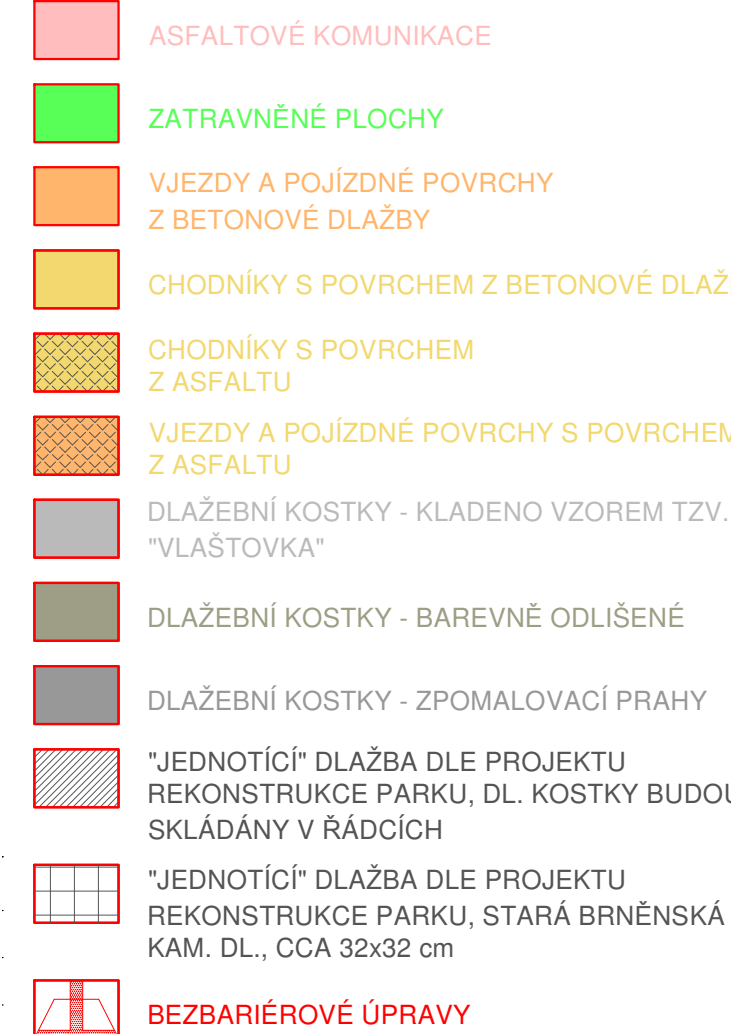 ASFALTOVÉ KOMUNIKACE
ZATRAVNĚNÉ PLOCHY
VJEZDY A POJÍZDNÉ POVRCHY
Z BETONOVÉ DLAŽBY
CHODNÍKY S POVRCHEM Z BETONOVÉ
CHODNÍKY S POVRCHEM
Z ASFALTU
VJEZDY A POJÍZDNÉ POVRCHY S POVRCHEM
Z ASFALTU
DLAŽEBNÍ KOSTKY - KLADENO VZOREM TZV.
"VLAŠTOVKA"
DLAŽEBNÍ KOSTKY - BAREVNĚ ODLIŠENÉ
DLAŽEBNÍ KOSTKY - ZPOMALOVACÍ PRAHY
"JEDNOTÍCÍ" DLAŽBA DLE PROJEKTU
REKONSTRUKCE PARKU, DL. KOSTKY BUDOU
SKLÁDÁNY V ŘÁDCÍCH
"JEDNOTÍCÍ" DLAŽBA DLE PROJEKTU
REKONSTRUKCE PARKU, STARÁ BRNĚNSKÁ
KAM. DL., CCA 32x32 cm
BEZBARIÉROVÉ ÚPRAVY